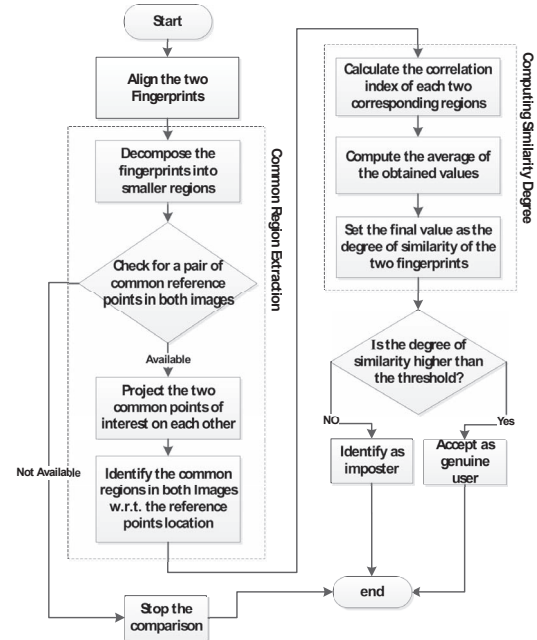 Start
Align the two
Fingerprints
Decompose the
fingerprints into
smaller regions
Common Region Extraction
Check for a pair of
common reference
points in both images
Available
Not Available
Project the two
common points of
interest on each other
Identify the common
regions in both Images
w.r.t. the reference
points location
Stop the
comparison
Computing Similarity Degree
Calculate the correlation
index of each two
corresponding regions
Compute the average of
the obtained values
Set the final value as the
degree of similarity of the
two fingerprints
Is the degree of
similarity higher than
the threshold?
NO
Yes
Identify as
imposter
Accept as
genuine
user
end